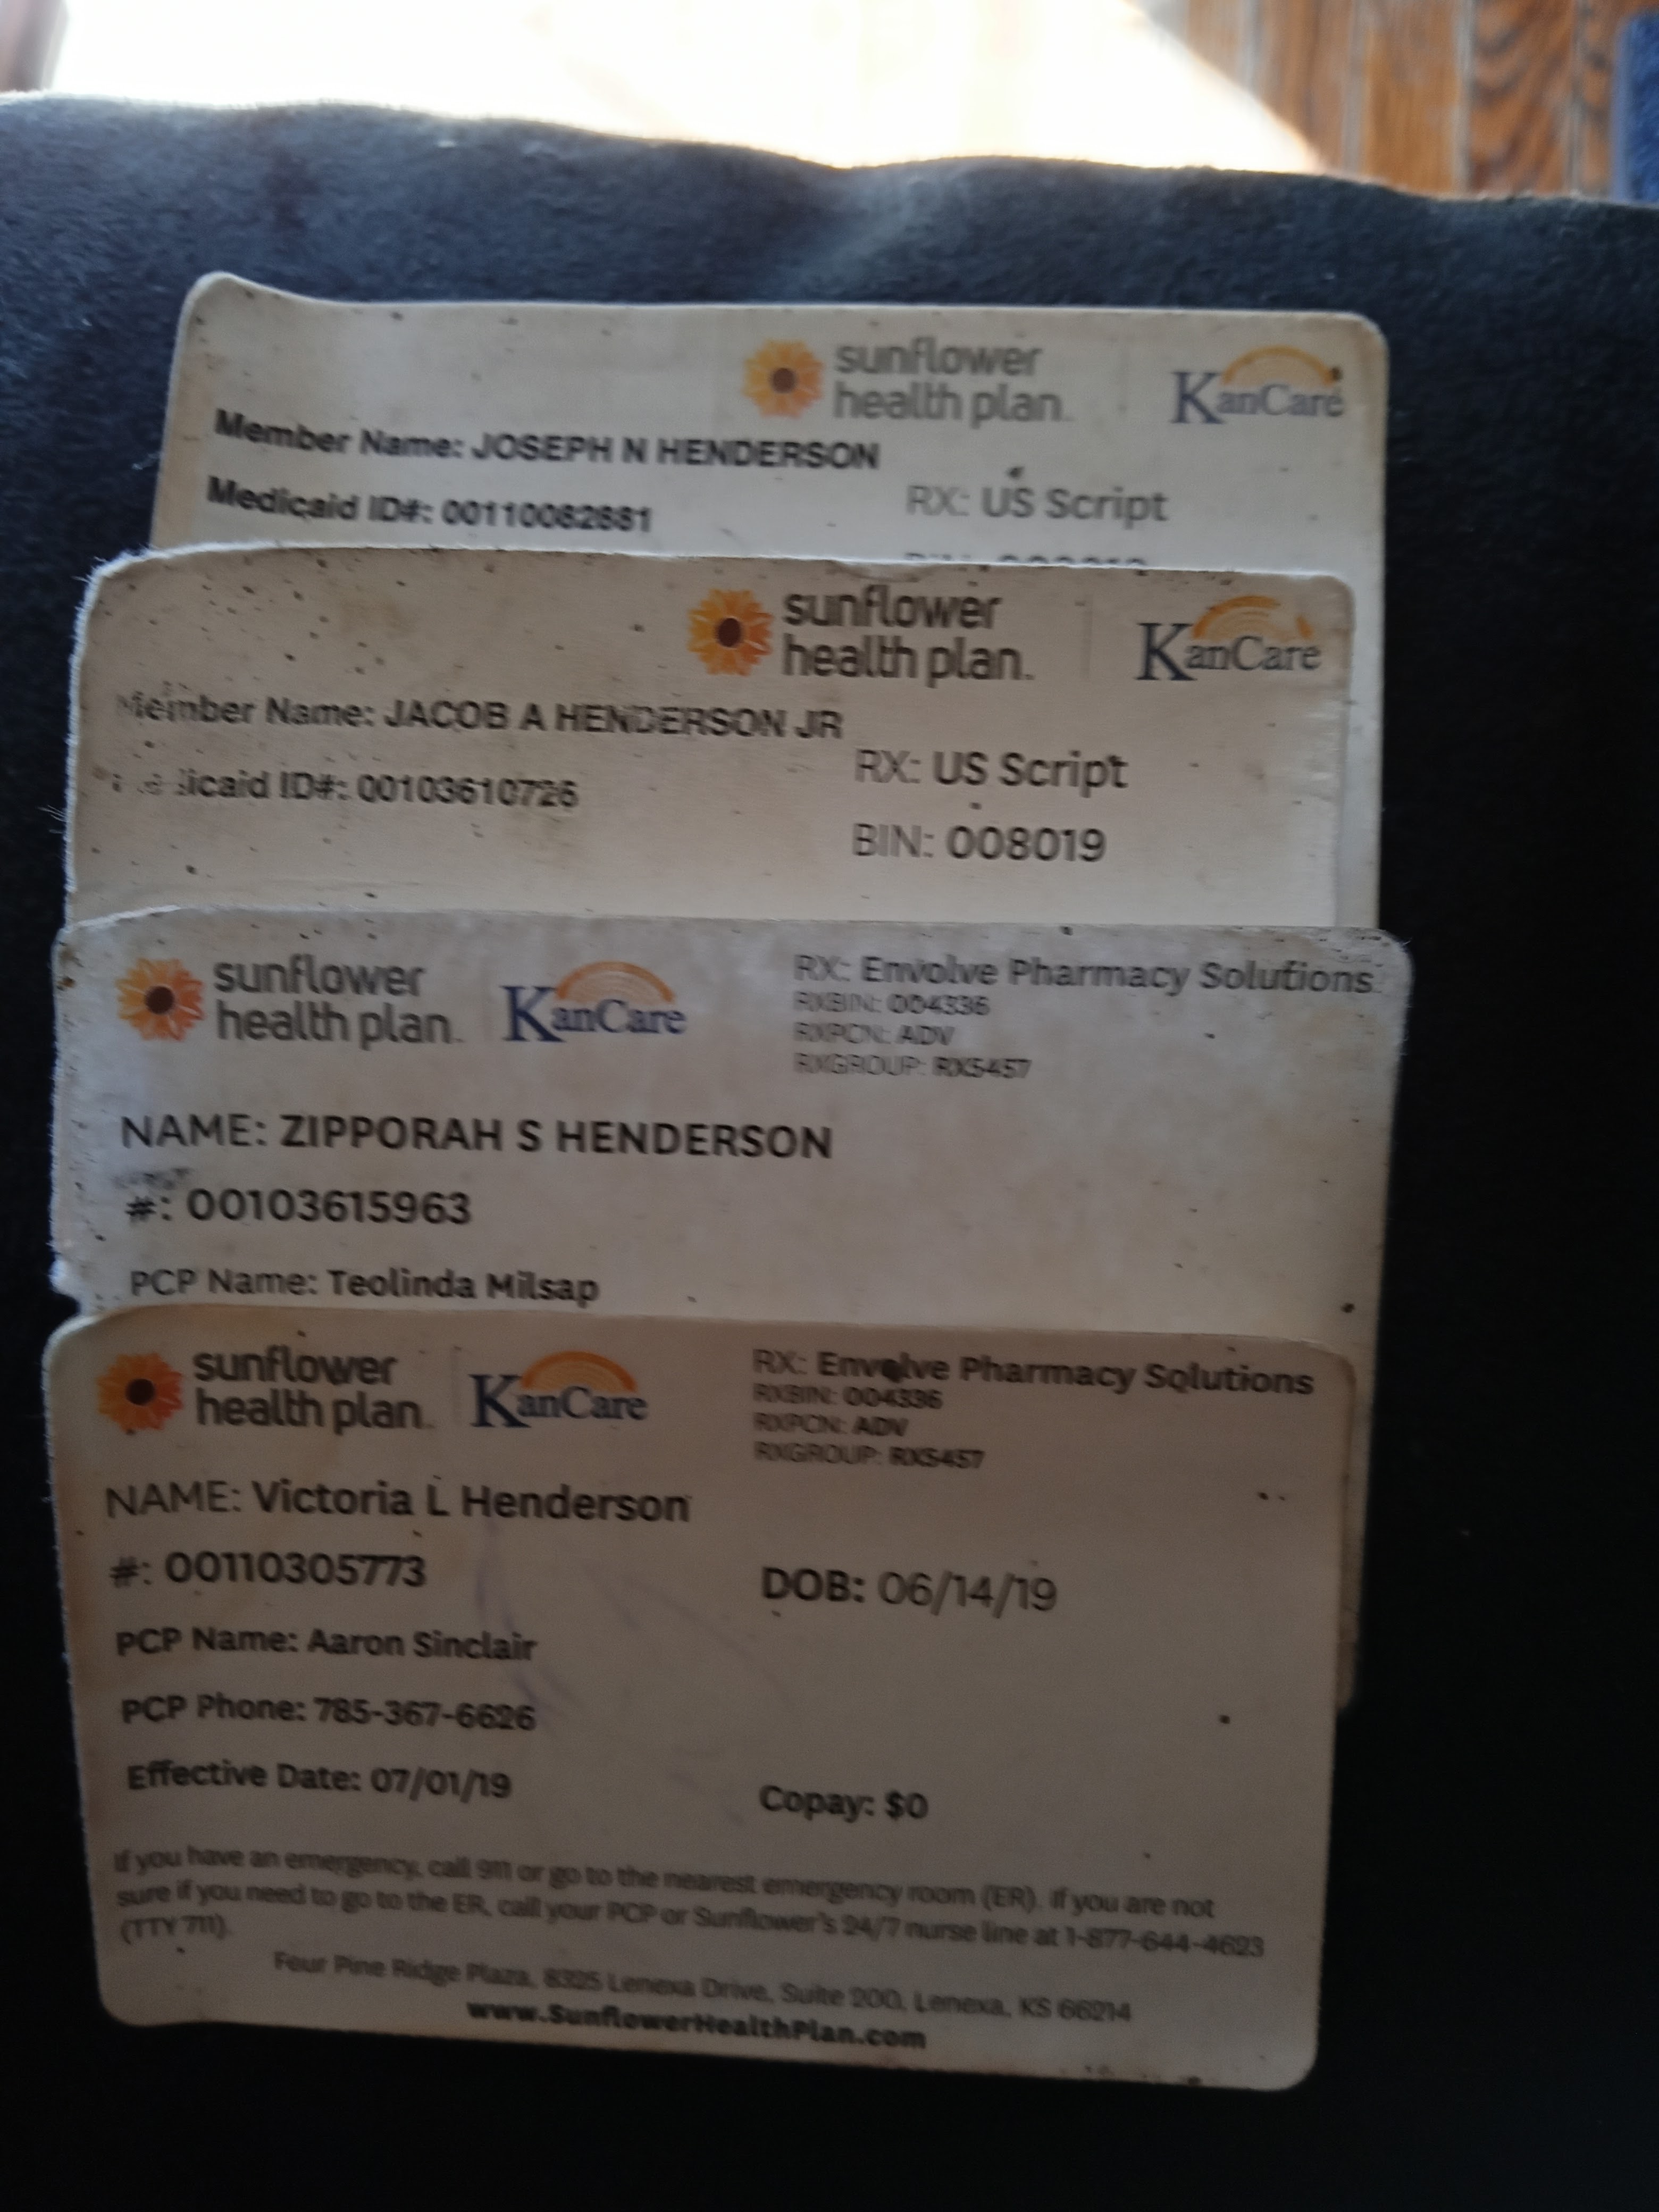 sunflower
health plan.
KanCare
Member Name: JOSEPH N HENDERSON
Medicaid ID#: 00110082881
RX: US Script
sunflower
health plan.
KanCare
Member Name: JACOB A HENDERSON JR
ID#: 00103610726
RX: US Script
BIN: 008019
sunflower
health plan.
KanCare
RX: Envolve Pharmacy Solutions
RXBIN: 004336
RXPCN: ADV
RXGROUP: RX5457
NAME: ZIPPORAH S HENDERSON
#: 00103615963
PCP Name: Teolinda Milsap
sunflower
health plan.
KanCare
RX: Envolve Pharmacy Solutions
RXBIN: 004336
RXPCN: ADV
RXGROUP: RX5457
NAME: Victoria L Henderson
#: 00110305773
DOB: 06/14/19
PCP Name: Aaron Sinclair
PCP Phone: 785-367-6626
Effective Date: 07/01/19
Copay: $0
If you have an emergency, call 911 or go to the nearest emergency room (ER). If you are not
sure if you need to go to the ER, call your PCP or Sunflower's 24/7 nurse line at 1-877-644-4623
(TTY 711).
Four Pine Ridge Plaza, 8325 Lenexa Drive, Suite 200, Lenexa, KS 66214
www.SunflowerHealthPlan.com